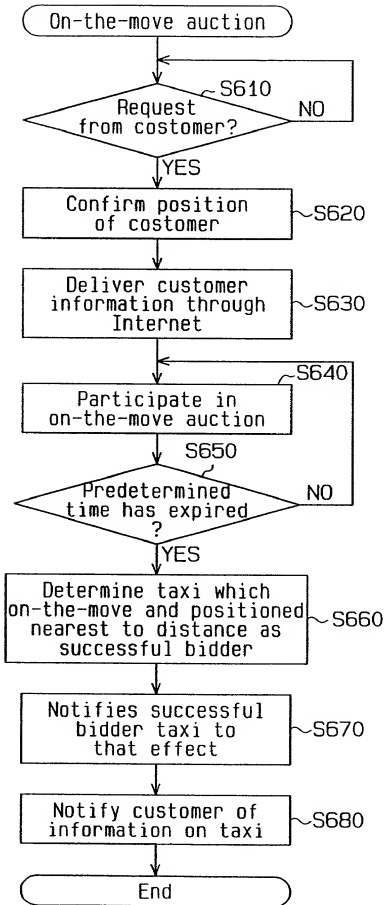 On-the-move auction
S610
Request
from costomer?
NO
YES
Confirm position
of costomer
S620
Deliver customer
information through
Internet
S630
S640
Participate in
on-the-move auction
S650
Predetermined
time has expired
?
NO
YES
Determine taxi which
on-the-move and positioned
nearest to distance as
successful bidder
S660
Notifies successful
bidder taxi to
that effect
S670
Notify customer of
information on taxi
S680
End